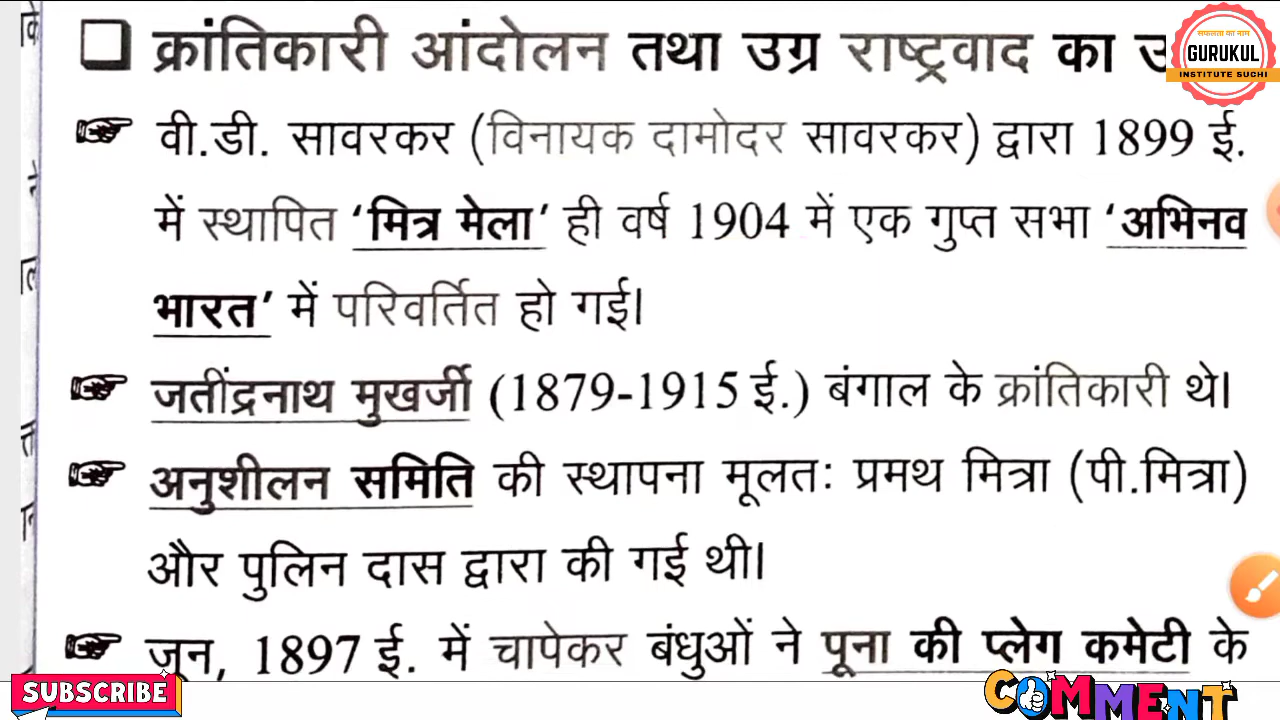 क्रांतिकारी आंदोलन तथा उग्र राष्ट्रवाद का
सफलता का नाम
GURUKUL
INSTITUTE SUCHI
वी.डी. सावरकर (विनायक दामोदर सावरकर) द्वारा 1899 ई.
में स्थापित ‘मित्र मेला’ ही वर्ष 1904 में एक गुप्त सभा ‘अभिनव
भारत’ में परिवर्तित हो गई।
जतींद्रनाथ मुखर्जी (1879-1915 ई.) बंगाल के क्रांतिकारी थे।
अनुशीलन समिति की स्थापना मूलतः प्रमथ मित्रा (पी.मित्रा)
और पुलिन दास द्वारा की गई थी।
जून, 1897 ई. में चापेकर बंधुओं ने पूना की प्लेग कमेटी के
SUBSCRIBE
COMMENT